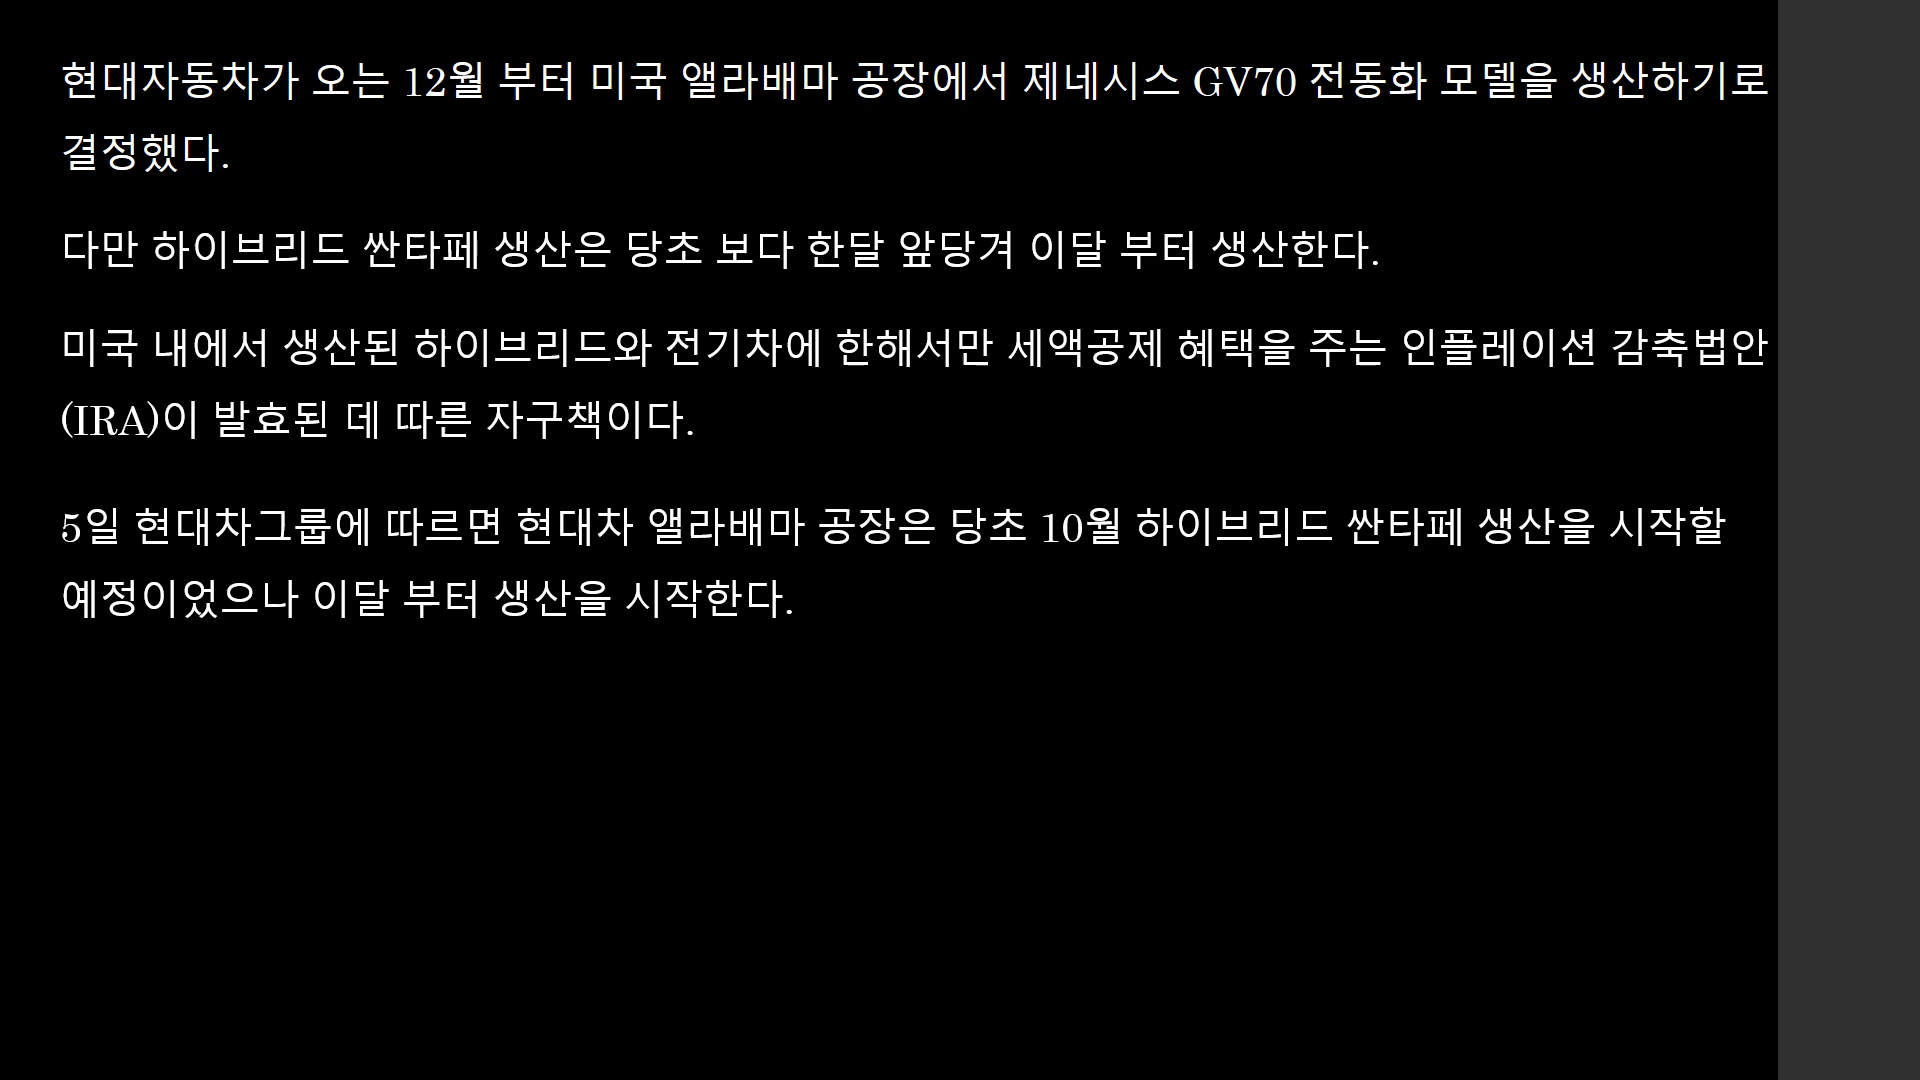 현대자동차가 오는 12월 부터 미국 앨라배마 공장에서 제네시스 GV70 전동화 모델을 생산하기로
결정했다.
다만 하이브리드 싼타페 생산은 당초 보다 한달 앞당겨 이달 부터 생산한다.
미국 내에서 생산된 하이브리드와 전기차에 한해서만 세액공제 혜택을 주는 인플레이션 감축법안
(IRA)이 발효된 데 따른 자구책이다.
5일 현대차그룹에 따르면 현대차 앨라배마 공장은 당초 10월 하이브리드 싼타페 생산을 시작할
예정이었으나 이달 부터 생산을 시작한다.